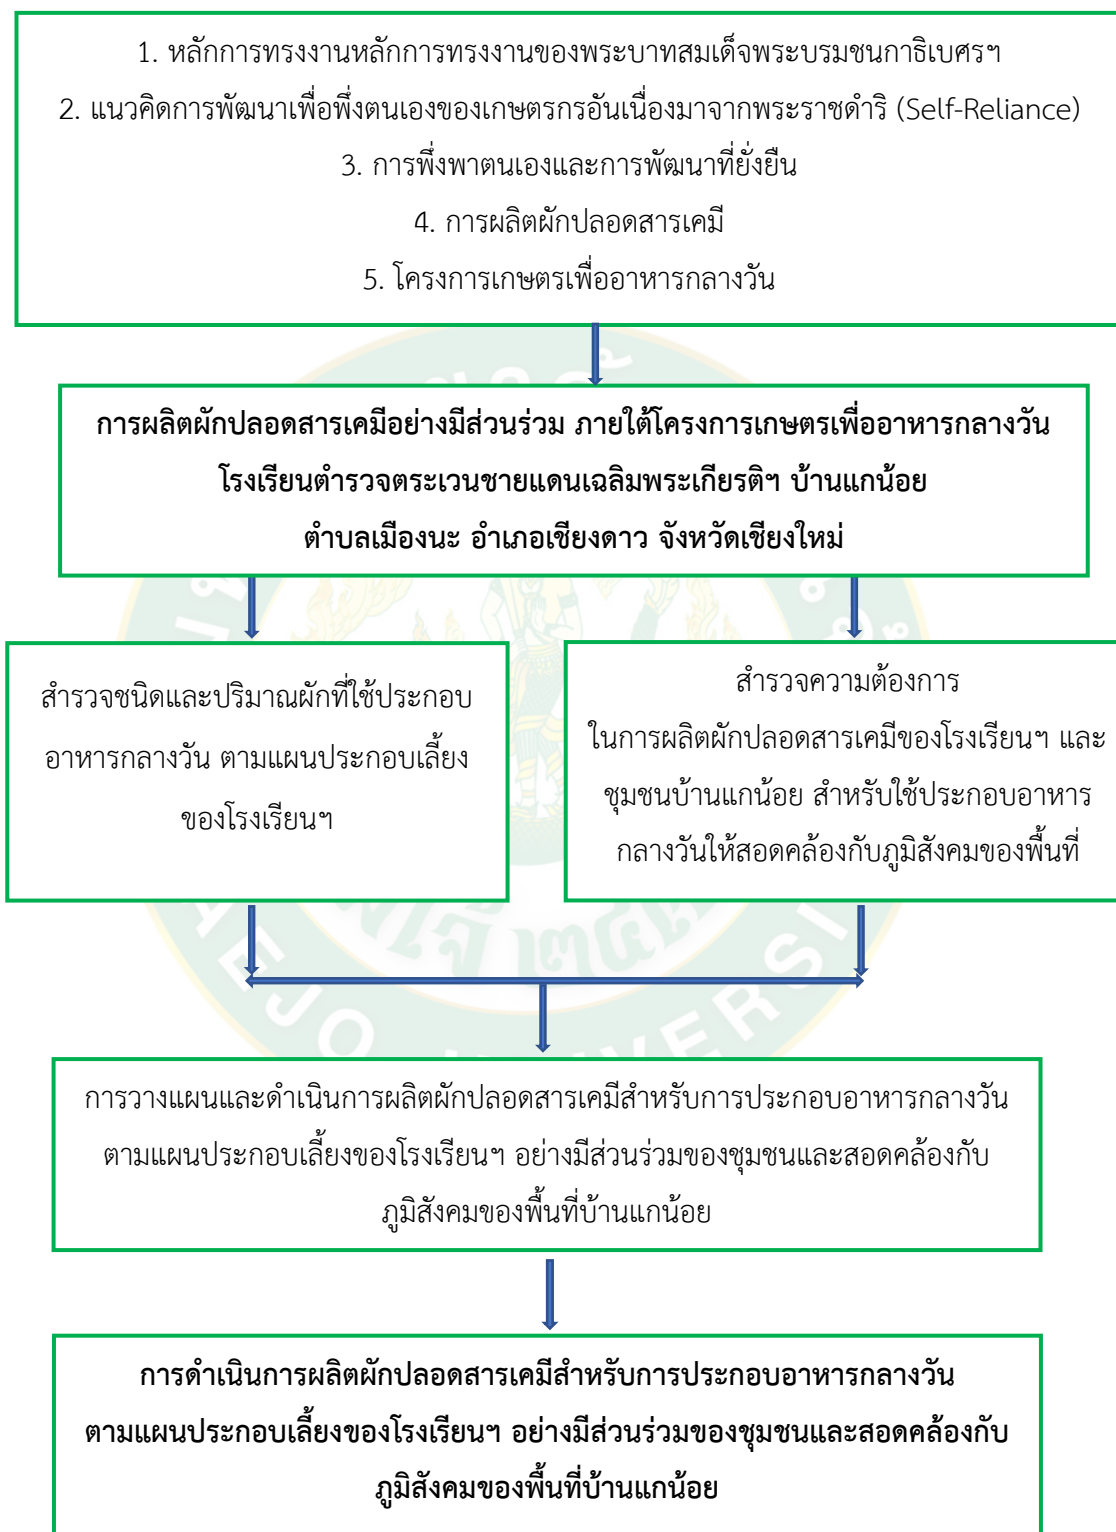 1. หลักการทรงงานหลักการทรงงานของพระบาทสมเด็จพระบรมชนกาธิเบศรฯ
2. แนวคิดการพัฒนาเพื่อพึ่งตนเองของเกษตรกรอันเนื่องมาจากพระราชดำริ (Self-Reliance)
3. การพึ่งพาตนเองและการพัฒนาที่ยั่งยืน
4. การผลิตผักปลอดสารเคมี
5. โครงการเกษตรเพื่ออาหารกลางวัน
การผลิตผักปลอดสารเคมีอย่างมีส่วนร่วม ภายใต้โครงการเกษตรเพื่ออาหารกลางวัน
โรงเรียนตำรวจตระเวนชายแดนเฉลิมพระเกียรติฯ บ้านแกน้อย
ตำบลเมืองนะ อำเภอเชียงดาว จังหวัดเชียงใหม่
สำรวจชนิดและปริมาณผักที่ใช้ประกอบ
อาหารกลางวัน ตามแผนประกอบเลี้ยง
ของโรงเรียนฯ
สำรวจความต้องการ
ในการผลิตผักปลอดสารเคมีของโรงเรียนฯ และ
ชุมชนบ้านแกน้อย สำหรับใช้ประกอบอาหาร
กลางวันให้สอดคล้องกับภูมิสังคมของพื้นที่
การวางแผนและดำเนินการผลิตผักปลอดสารเคมีสำหรับการประกอบอาหารกลางวัน
ตามแผนประกอบเลี้ยงของโรงเรียนฯ อย่างมีส่วนร่วมของชุมชนและสอดคล้องกับ
ภูมิสังคมของพื้นที่บ้านแกน้อย
การดำเนินการผลิตผักปลอดสารเคมีสำหรับการประกอบอาหารกลางวัน
ตามแผนประกอบเลี้ยงของโรงเรียนฯ อย่างมีส่วนร่วมของชุมชนและสอดคล้องกับ
ภูมิสังคมของพื้นที่บ้านแกน้อย